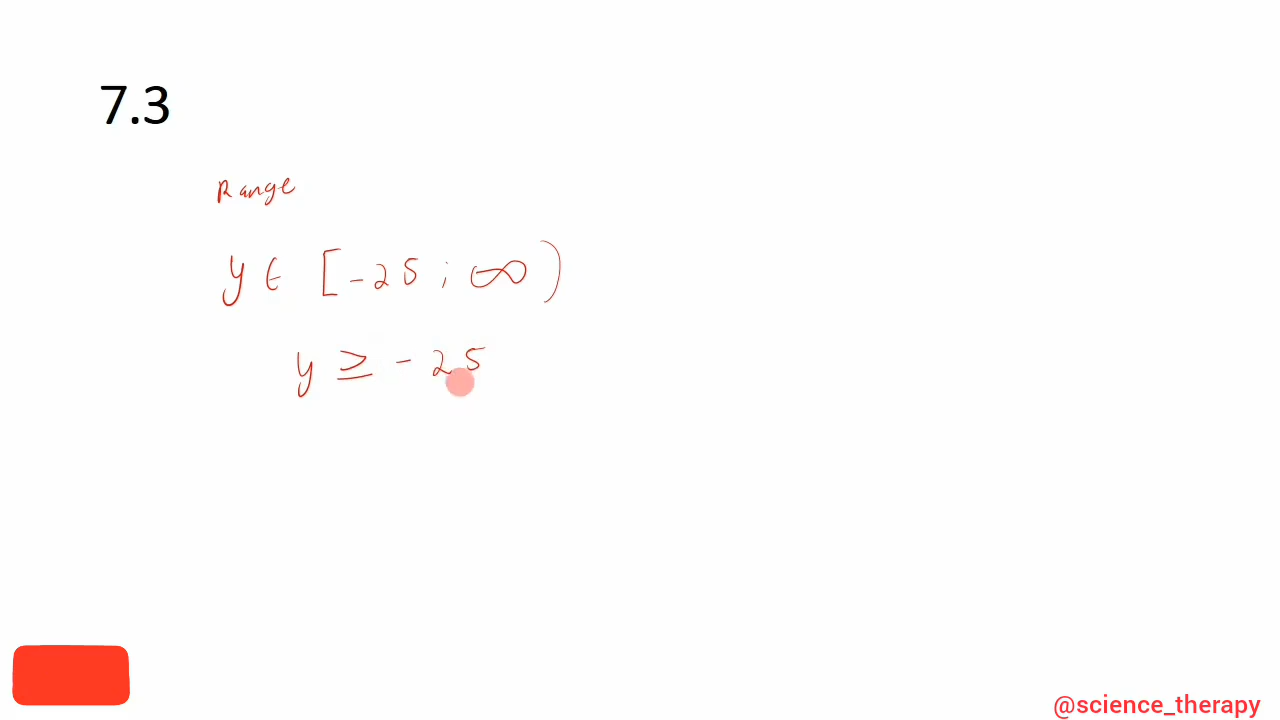 7.3
Range
y ∈ [-25 ; ∞)
y ≥ -25
@science_therapy